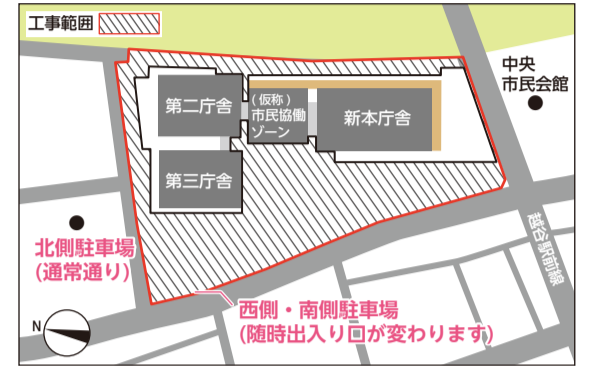 工事範囲
中央
市民会館
第二庁舎
(仮称)
市民協働
ゾーン
新本庁舎
第三庁舎
北側駐車場
(通常通り)
越谷駅前線
西側・南側駐車場
(随時出入り口が変わります)
N